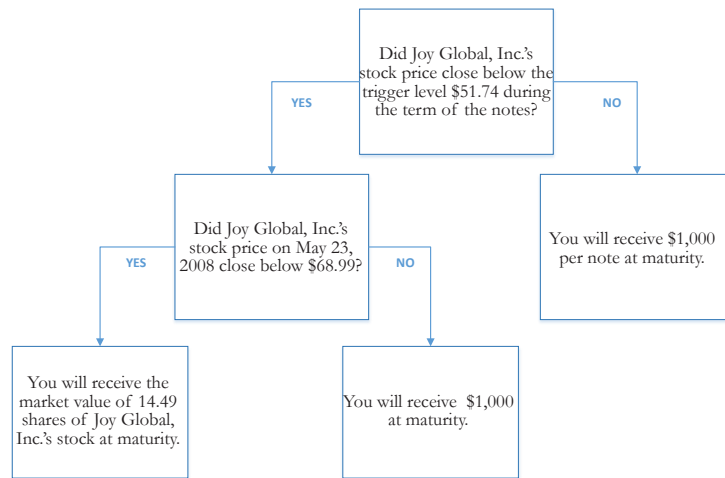 Did Joy Global, Inc.'s
stock price close below the
trigger level $51.74 during
the term of the notes?
YES
NO
Did Joy Global, Inc.'s
stock price on May 23,
2008 close below $68.99?
You will receive $1,000
per note at maturity.
YES
NO
You will receive the
market value of 14.49
shares of Joy Global,
Inc.'s stock at maturity.
You will receive $1,000
at maturity.